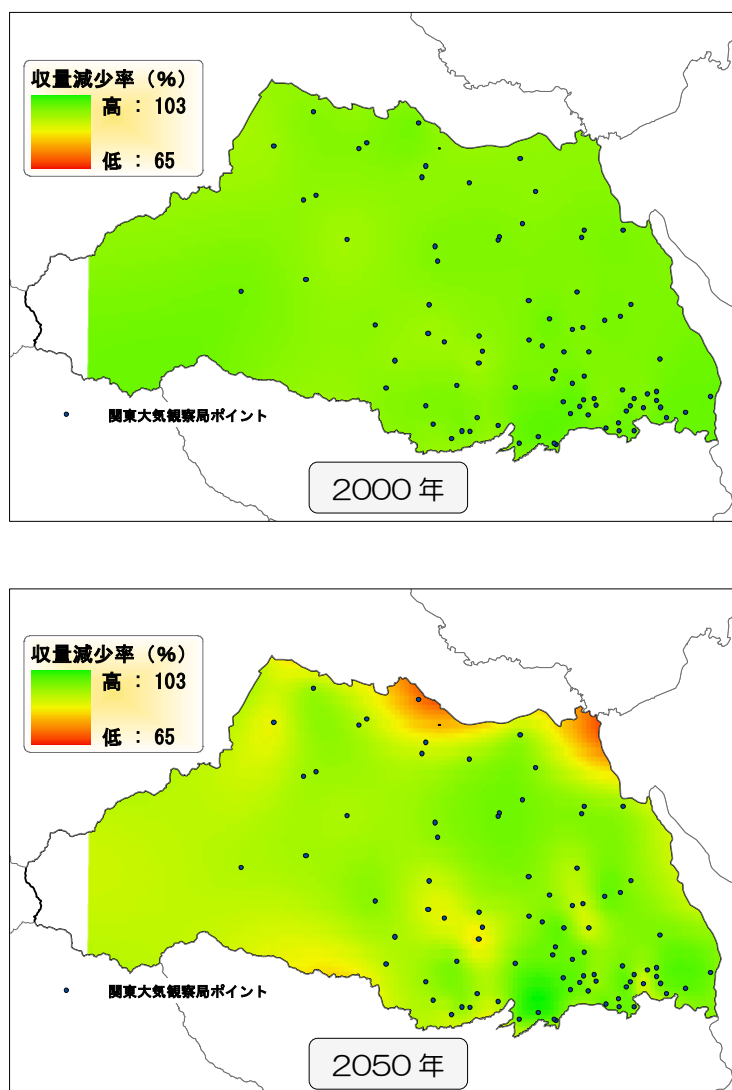 収量減少率（%）
高 : 103
低 : 65
関東大気観察局ポイント
2000 年
収量減少率（%）
高 : 103
低 : 65
関東大気観察局ポイント
2050 年